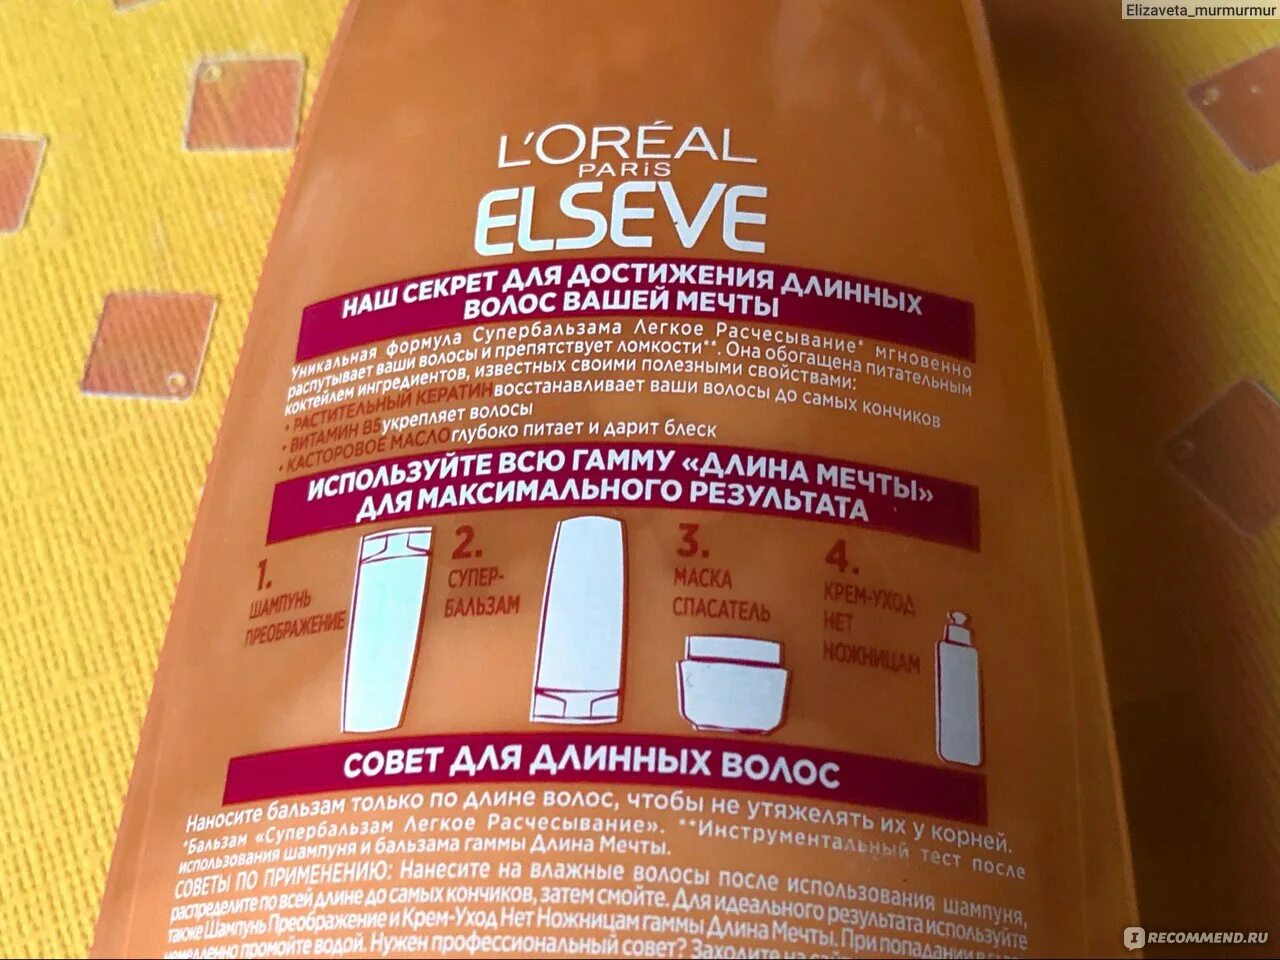 Elizaveta_murmurmur
L'ORÉAL
PARiS
ELSEVE
НАШ СЕКРЕТ ДЛЯ ДОСТИЖЕНИЯ ДЛИННЫХ
ВОЛОС ВАШЕЙ МЕЧТЫ
Уникальная формула Супербальзама Легкое Расчесывание* мгновенно
распутывает ваши волосы и препятствует ломкости**. Она обогащена питательным
коктейлем ингредиентов, известных своими полезными свойствами:
• РАСТИТЕЛЬНЫЙ КЕРАТИН восстанавливает ваши волосы до самых кончиков
• ВИТАМИН В5 укрепляет волосы
• КАСТОРОВОЕ МАСЛО глубоко питает и дарит блеск
ИСПОЛЬЗУЙТЕ ВСЮ ГАММУ «ДЛИНА МЕЧТЫ»
ДЛЯ МАКСИМАЛЬНОГО РЕЗУЛЬТАТА
1.
ШАМПУНЬ
ПРЕОБРАЖЕНИЕ
2.
СУПЕР-
БАЛЬЗАМ
3.
МАСКА
СПАСАТЕЛЬ
4.
КРЕМ-УХОД
НЕТ
НОЖНИЦАМ
СОВЕТ ДЛЯ ДЛИННЫХ ВОЛОС
Наносите бальзам только по длине волос, чтобы не утяжелять их у корней.
*Бальзам «Супербальзам Легкое Расчесывание». **Инструментальный тест после
использования шампуня и бальзама гаммы Длина Мечты.
СОВЕТЫ ПО ПРИМЕНЕНИЮ: Нанесите на влажные волосы после использования шампуня,
распределите по всей длине до самых кончиков, затем смойте. Для идеального результата используйте
также Шампунь Преображение и Крем-Уход Нет Ножницам гаммы Длина Мечты. При попадании в
немедленно промойте водой. Нужен профессиональный совет? Заходите на
IRECOMMEND.RU